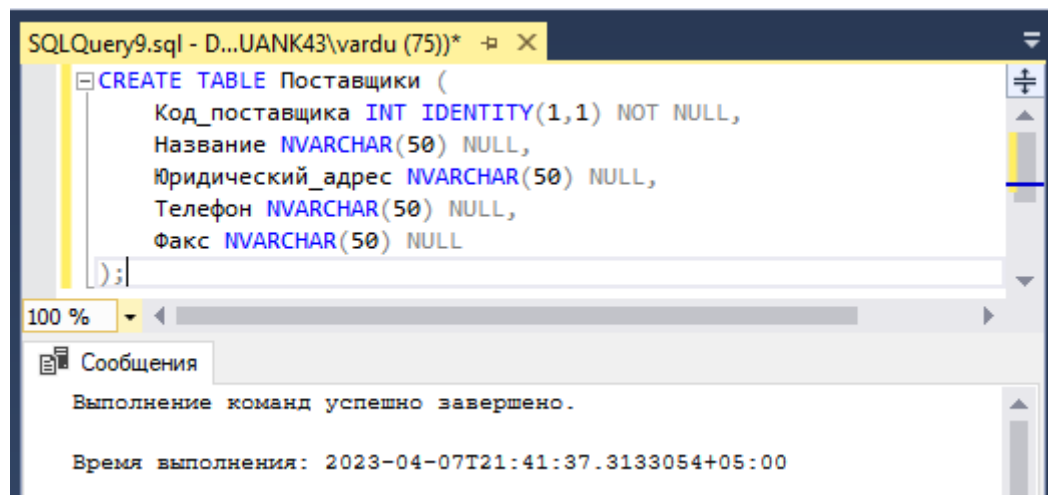 SQLQuery9.sql - D...UANK43\vardu (75))*
CREATE TABLE Поставщики (
Код_поставщика INT IDENTITY(1,1) NOT NULL,
Название NVARCHAR(50) NULL,
Юридический_адрес NVARCHAR(50) NULL,
Телефон NVARCHAR(50) NULL,
Факс NVARCHAR(50) NULL
);
100 %
Сообщения
Выполнение команд успешно завершено.
Время выполнения: 2023-04-07T21:41:37.3133054+05:00